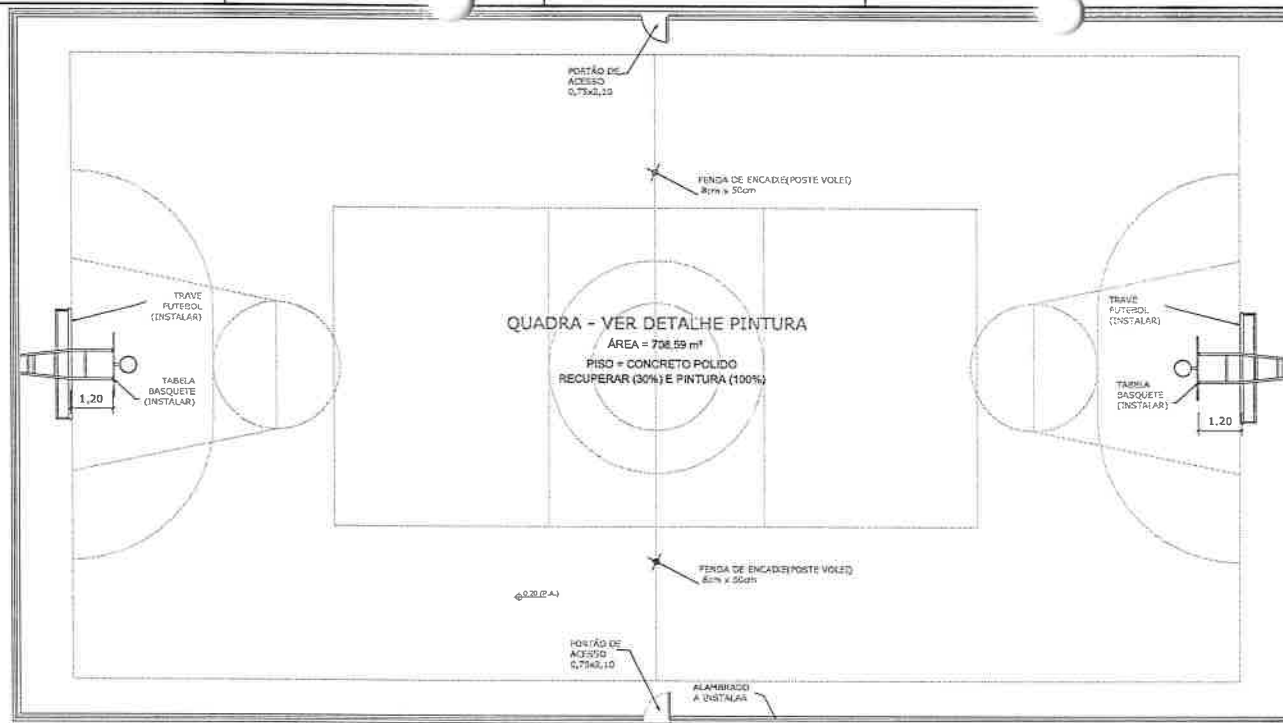 PORTÃO DE
ACESSO
0,75x2,10
FENDA DE ENCAIXE(POSTE VOLEI)
8cm x 50cm
TRAVE
FUTEBOL
(INSTALAR)
TABELA
BASQUETE
(INSTALAR)
1,20
QUADRA - VER DETALHE PINTURA
ÁREA = 708,59 m²
PISO = CONCRETO POLIDO
RECUPERAR (30%) E PINTURA (100%)
TRAVE
FUTEBOL
(INSTALAR)
TABELA
BASQUETE
(INSTALAR)
1,20
FENDA DE ENCAIXE(POSTE VOLEI)
8cm x 50cm
0,20 (P.A.)
PORTÃO DE
ACESSO
0,75x2,10
ALAMBRADO
A INSTALAR